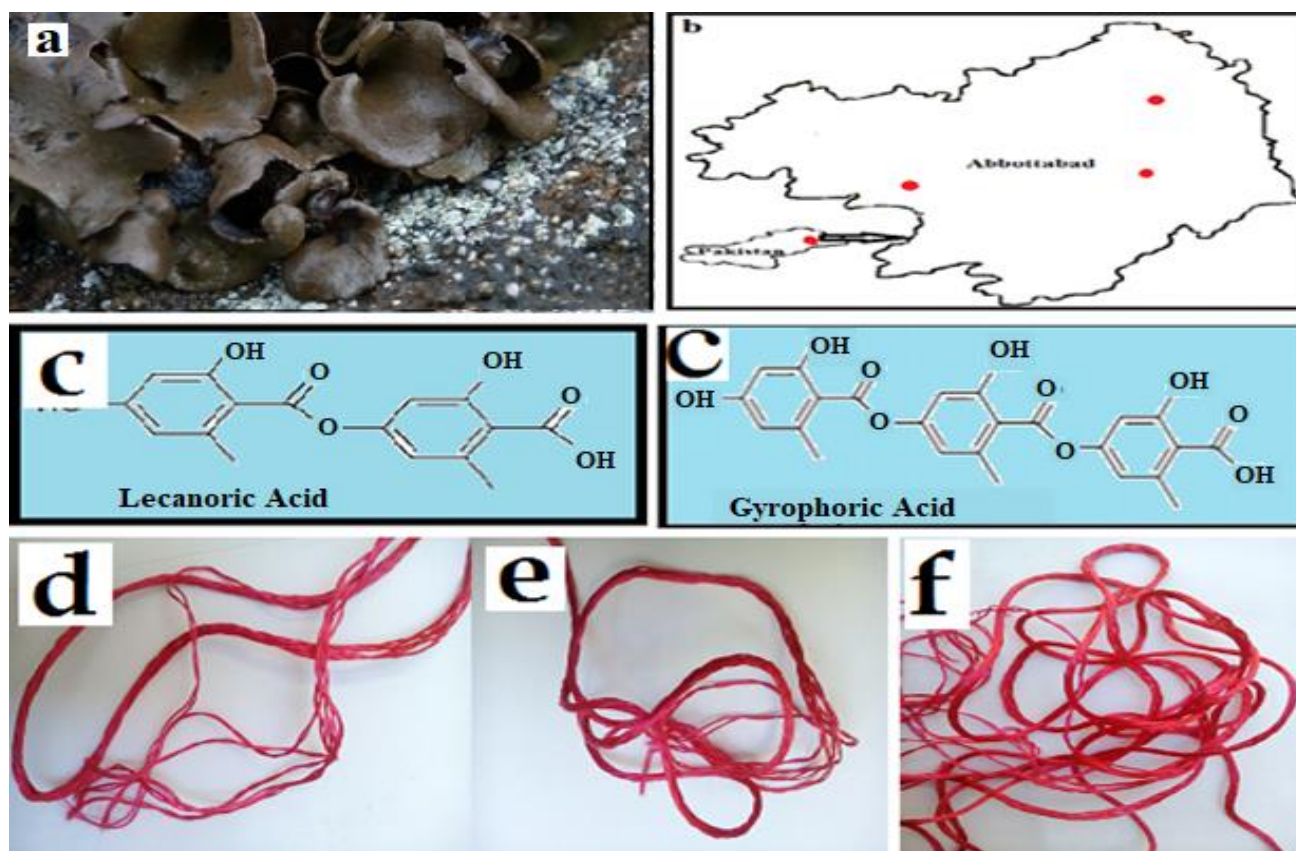 a
b
Abbottabad
Pakistan
c
OH
O
O
OH
O
OH
Lecanoric Acid
C
OH
OH
O
O
OH
O
O
OH
O
OH
Gyrophoric Acid
d
e
f